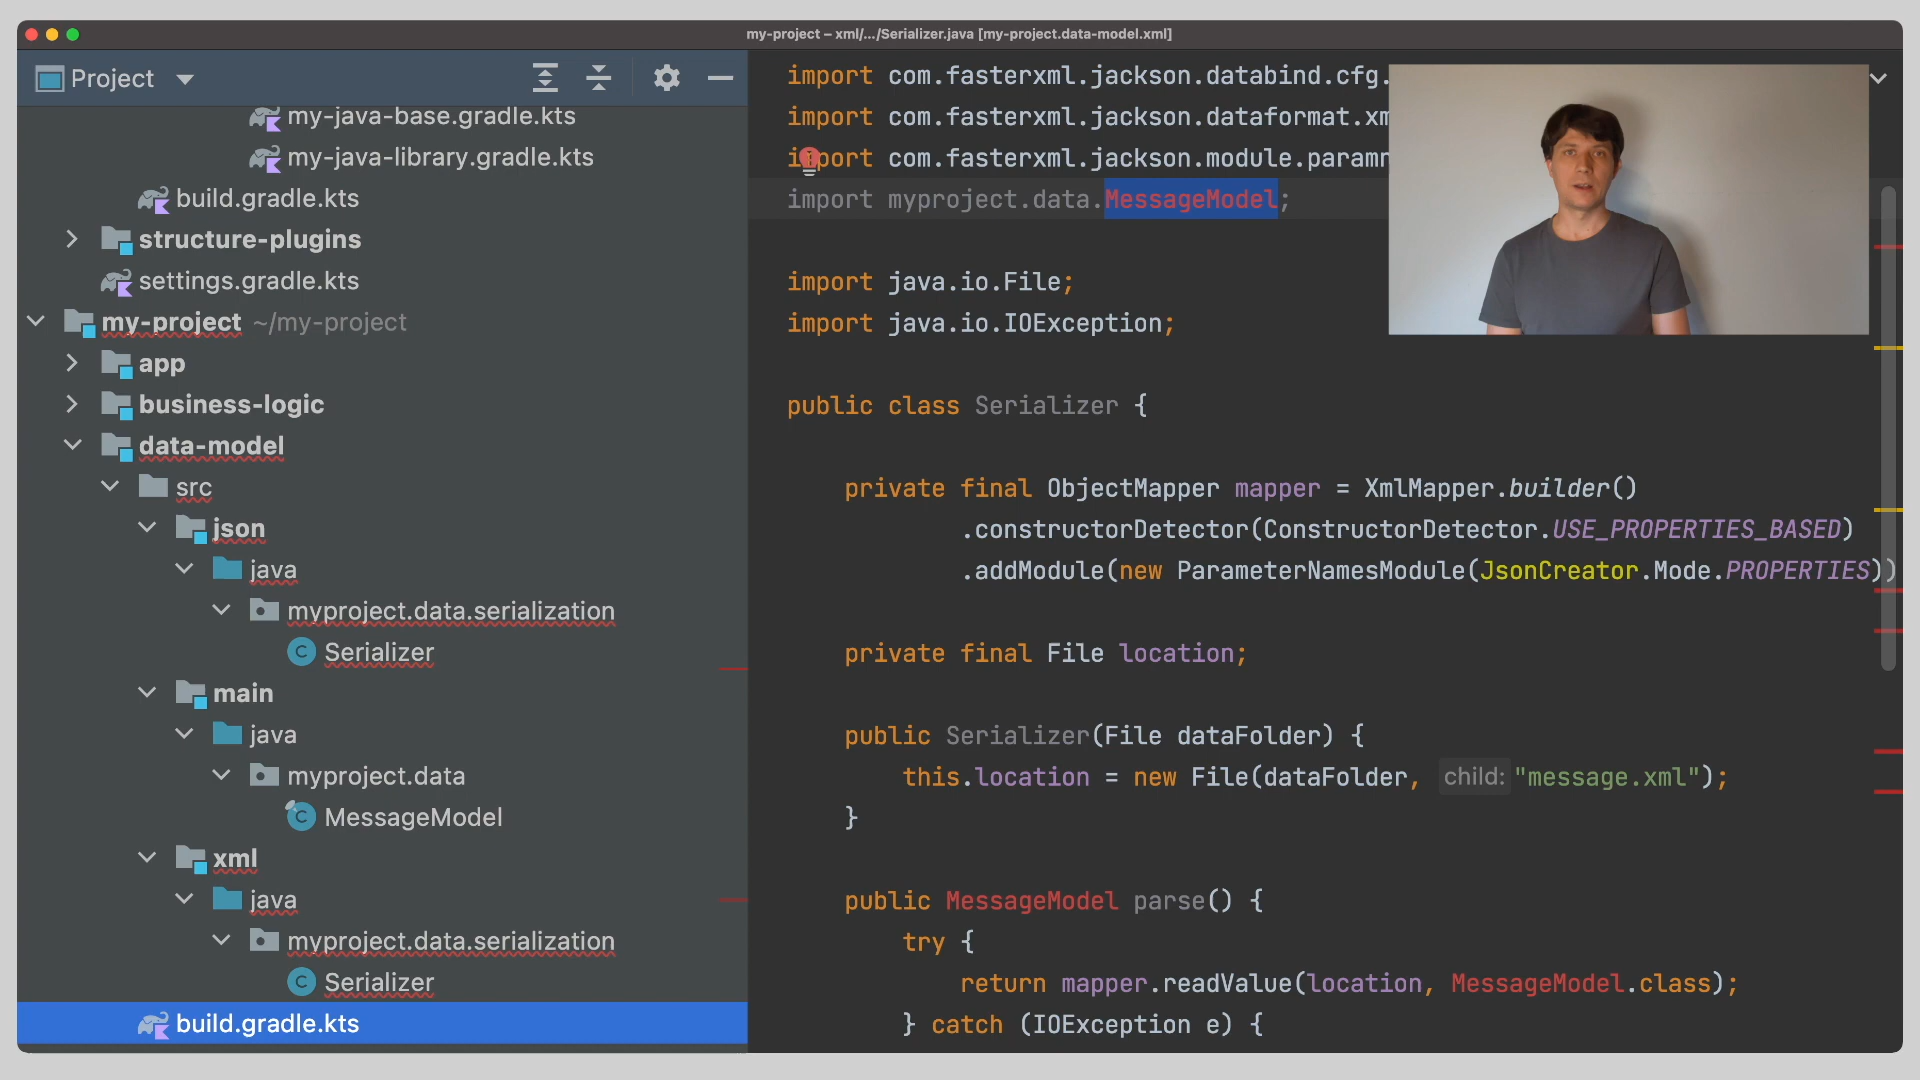 my-project – xml/.../Serializer.java [my-project.data-model.xml]
Project
my-java-base.gradle.kts
my-java-library.gradle.kts
build.gradle.kts
structure-plugins
settings.gradle.kts
my-project ~/my-project
app
business-logic
data-model
src
json
java
myproject.data.serialization
Serializer
main
java
myproject.data
MessageModel
xml
java
myproject.data.serialization
Serializer
build.gradle.kts
import com.fasterxml.jackson.databind.cfg.
import com.fasterxml.jackson.dataformat.xm
import com.fasterxml.jackson.module.paramn
import myproject.data.MessageModel;
import java.io.File;
import java.io.IOException;
public class Serializer {
private final ObjectMapper mapper = XmlMapper.builder()
.constructorDetector(ConstructorDetector.USE_PROPERTIES_BASED)
.addModule(new ParameterNamesModule(JsonCreator.Mode.PROPERTIES))
private final File location;
public Serializer(File dataFolder) {
this.location = new File(dataFolder, child: "message.xml");
}
public MessageModel parse() {
try {
return mapper.readValue(location, MessageModel.class);
} catch (IOException e) {